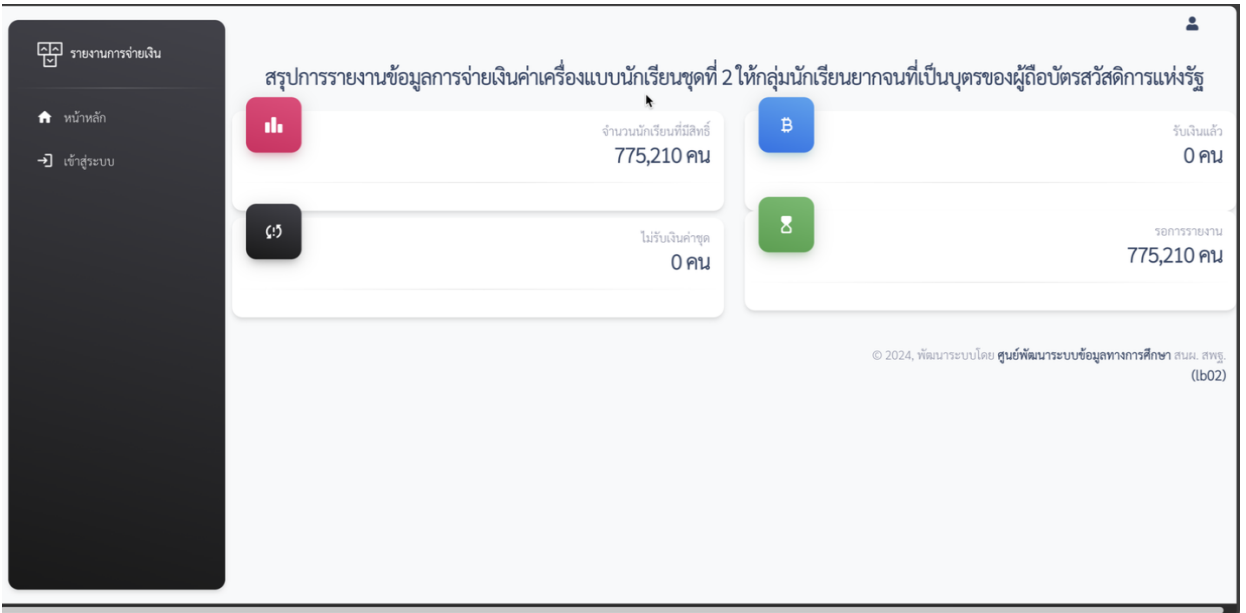 รายงานการจ่ายเงิน
หน้าหลัก
เข้าสู่ระบบ
สรุปการรายงานข้อมูลการจ่ายเงินค่าเครื่องแบบนักเรียนชุดที่ 2 ให้กลุ่มนักเรียนยากจนที่เป็นบุตรของผู้ถือบัตรสวัสดิการแห่งรัฐ
จำนวนนักเรียนที่มีสิทธิ์
775,210 คน
รับเงินแล้ว
0 คน
ไม่รับเงินค่าชุด
0 คน
รอการรายงาน
775,210 คน
© 2024, พัฒนาระบบโดย ศูนย์พัฒนาระบบข้อมูลทางการศึกษา สนผ. สพฐ.
(lb02)